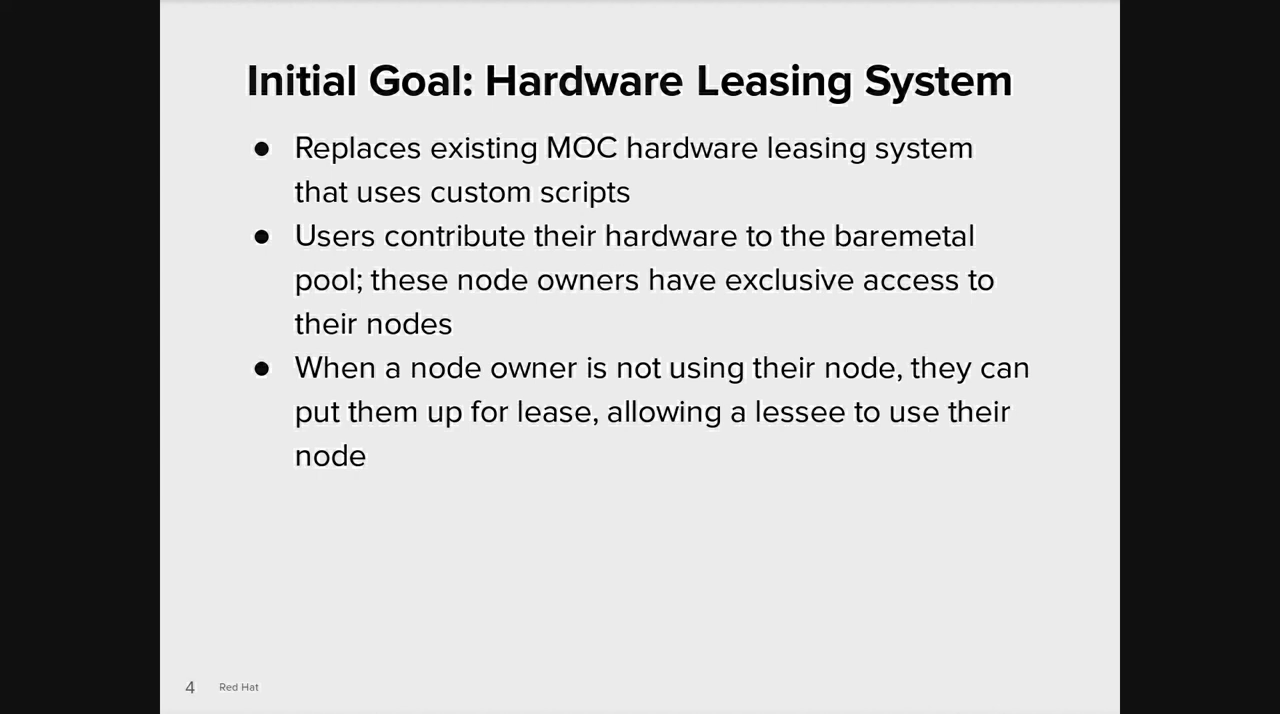 Initial Goal: Hardware Leasing System
● Replaces existing MOC hardware leasing system
that uses custom scripts
● Users contribute their hardware to the baremetal
pool; these node owners have exclusive access to
their nodes
● When a node owner is not using their node, they can
put them up for lease, allowing a lessee to use their
node
4 Red Hat